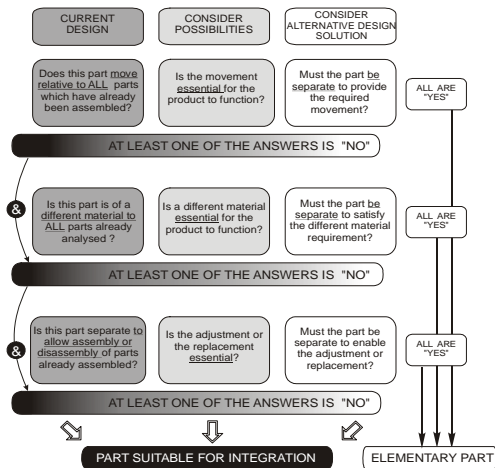 CURRENT
DESIGN
CONSIDER
POSSIBILITIES
CONSIDER
ALTERNATIVE DESIGN
SOLUTION
Does this part move
relative to ALL parts
which have already
been assembled?
Is the movement
essential for the
product to function?
Must the part be
separate to provide
the required
movement?
ALL ARE
"YES"
AT LEAST ONE OF THE ANSWERS IS "NO"
&
Is this part is of a
different material to
ALL parts already
analysed ?
Is a different material
essential for the
product to function?
Must the part be
separate to satisfy
the different material
requirement?
ALL ARE
"YES"
AT LEAST ONE OF THE ANSWERS IS "NO"
&
Is this part separate to
allow assembly or
disassembly of parts
already assembled?
Is the adjustment or
the replacement
essential?
Must the part be
separate to enable
the adjustment or
replacement?
ALL ARE
"YES"
AT LEAST ONE OF THE ANSWERS IS "NO"
PART SUITABLE FOR INTEGRATION
ELEMENTARY PART